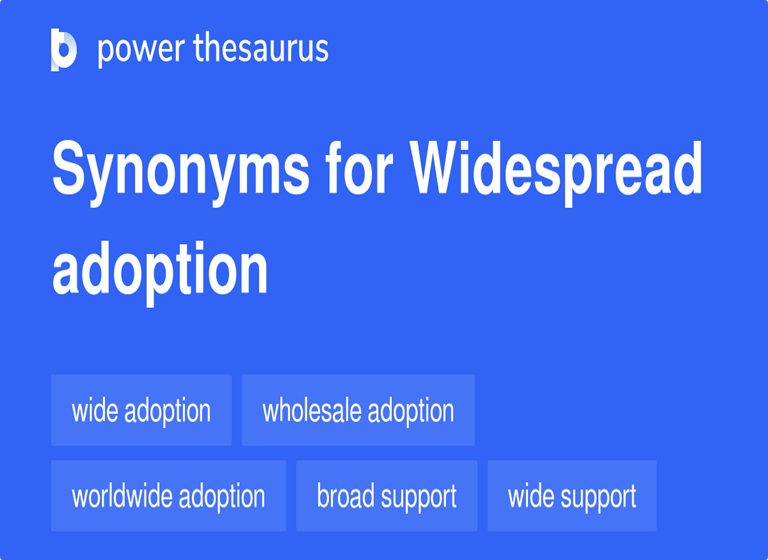 power thesaurus
Synonyms for Widespread
adoption
wide adoption wholesale adoption
worldwide adoption broad support wide support